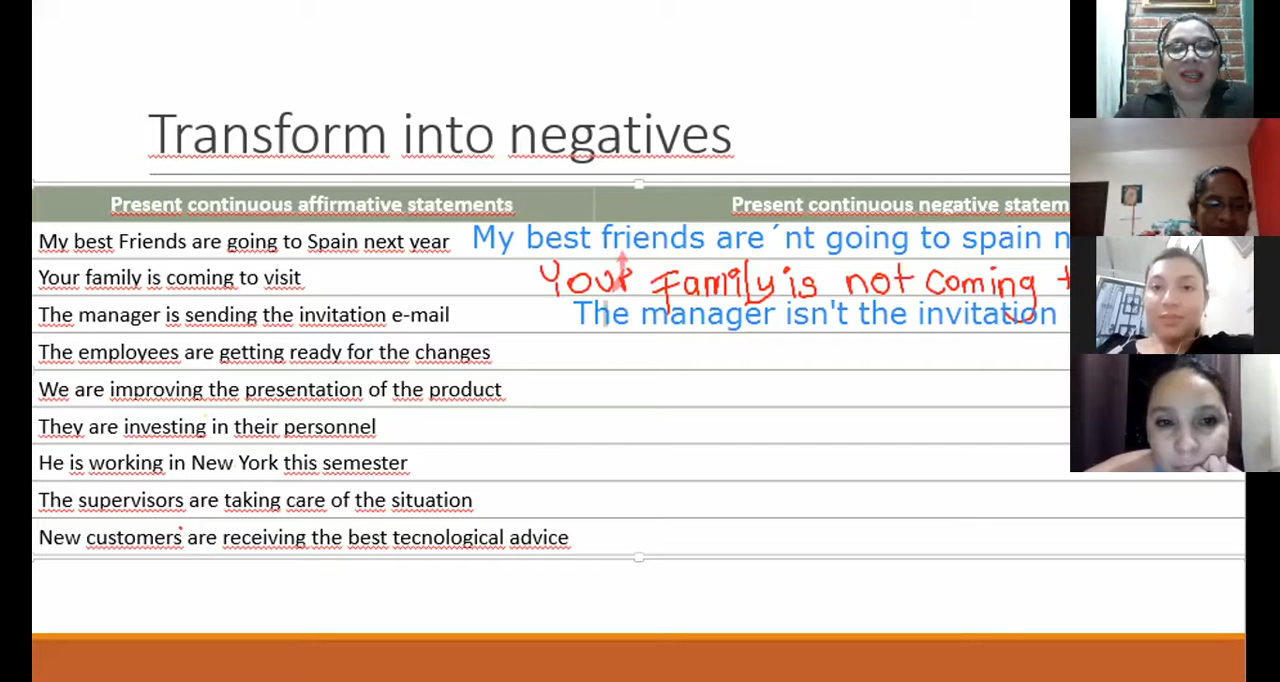 Transform into negatives
Present continuous affirmative statements Present continuous negative statem
My best Friends are going to Spain next year My best friends are´nt going to spain n
Your family is coming to visit Your Family is not coming t
The manager is sending the invitation e-mail The manager isn't the invitation
The employees are getting ready for the changes
We are improving the presentation of the product
They are investing in their personnel
He is working in New York this semester
The supervisors are taking care of the situation
New customers are receiving the best tecnological advice